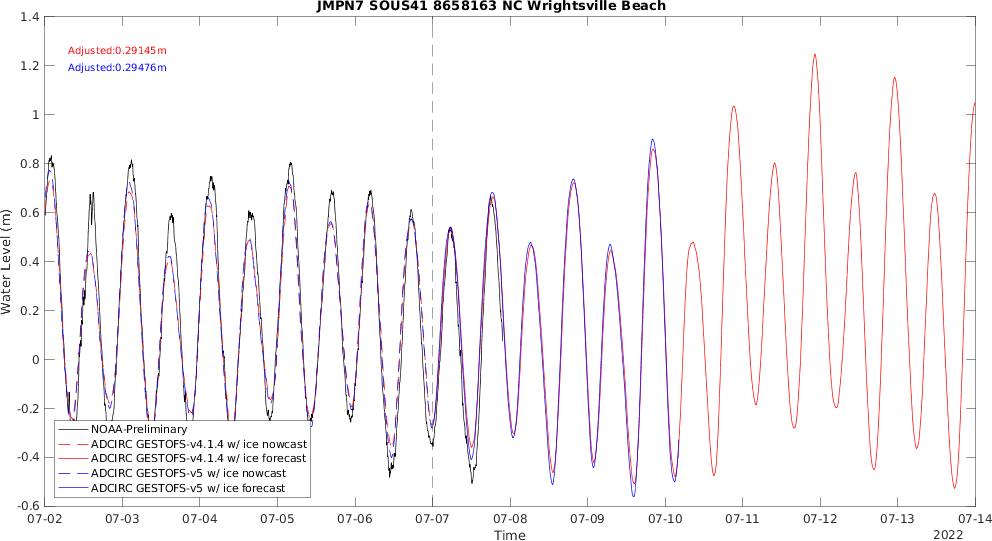 JMPN7 SOUS41 8658163 NC Wrightsville Beach
Adjusted:0.29145m
Adjusted:0.29476m
Water Level (m)
1.4
1.2
1
0.8
0.6
0.4
0.2
0
-0.2
-0.4
-0.6
NOAA-Preliminary
ADCIRC GESTOFS-v4.1.4 w/ ice nowcast
ADCIRC GESTOFS-v4.1.4 w/ ice forecast
ADCIRC GESTOFS-v5 w/ ice nowcast
ADCIRC GESTOFS-v5 w/ ice forecast
07-02 07-03 07-04 07-05 07-06 07-07 07-08 07-09 07-10 07-11 07-12 07-13 07-14
Time
2022